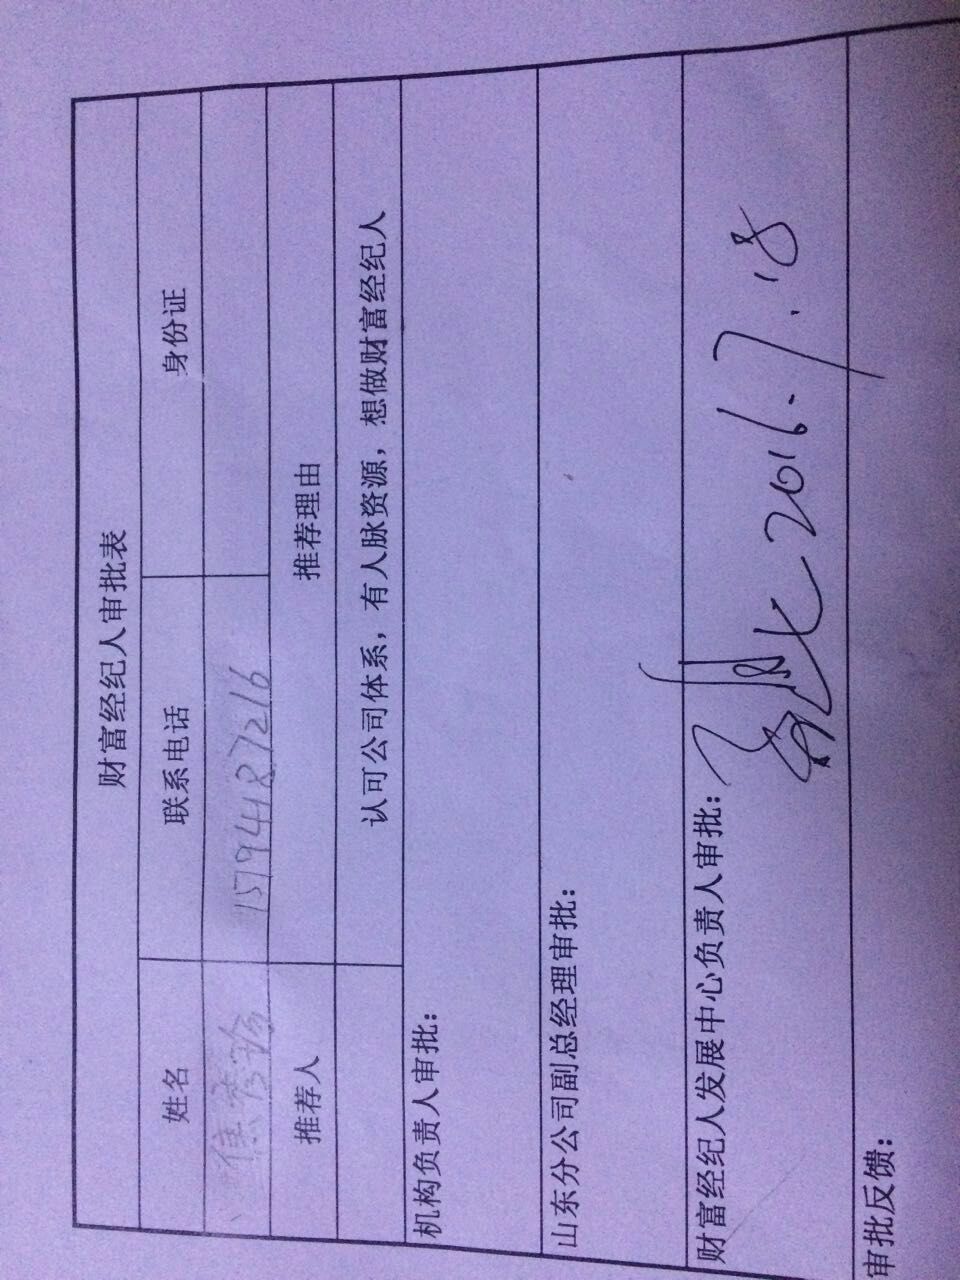 财富经纪人审批表
姓名 联系电话 身份证
焦秀珍 15794487216
推荐人 推荐理由
认可公司体系，有人脉资源，想做财富经纪人
机构负责人审批：
山东分公司副总经理审批：
财富经纪人发展中心负责人审批： 2016.7.18
审批反馈：